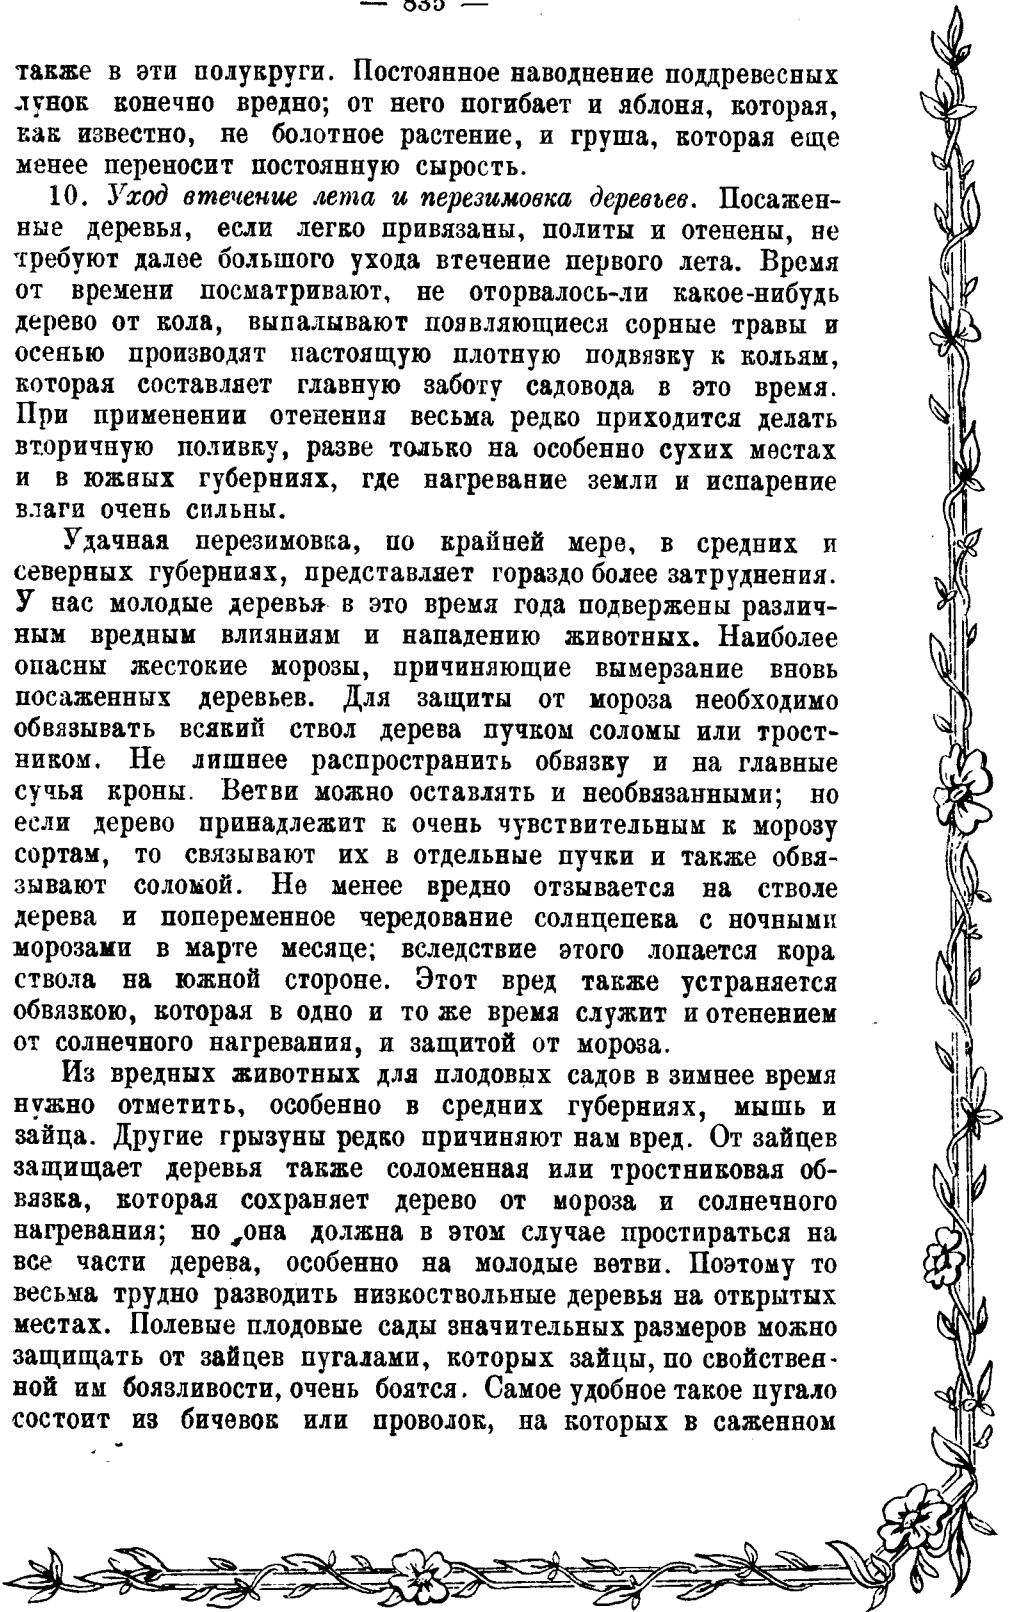 — 835 —
также в эти полукруги. Постоянное наводнение поддревесных
лунок конечно вредно; от него погибает и яблоня, которая,
как известно, не болотное растение, и груша, которая еще
менее переносит постоянную сырость.
10. Уход втечение лета и перезимовка деревьев. Посажен-
ные деревья, если легко привязаны, политы и отенены, не
требуют далее большого ухода втечение первого лета. Время
от времени посматривают, не оторвалось-ли какое-нибудь
дерево от кола, выпалывают появляющиеся сорные травы и
осенью производят настоящую плотную подвязку к кольям,
которая составляет главную заботу садовода в это время.
При применении отенения весьма редко приходится делать
вторичную поливку, разве только на особенно сухих местах
и в южных губерниях, где нагревание земли и испарение
влаги очень сильны.
Удачная перезимовка, по крайней мере, в средних и
северных губерниях, представляет гораздо более затруднения.
У нас молодые деревья в это время года подвержены различ-
ным вредным влияниям и нападению животных. Наиболее
опасны жестокие морозы, причиняющие вымерзание вновь
посаженных деревьев. Для защиты от мороза необходимо
обвязывать всякий ствол дерева пучком соломы или трост-
ником. Не лишнее распространить обвязку и на главные
сучья кроны. Ветви можно оставлять и необвязанными; но
если дерево принадлежит к очень чувствительным к морозу
сортам, то связывают их в отдельные пучки и также обвя-
зывают соломой. Не менее вредно отзывается на стволе
дерева и попеременное чередование солнцепека с ночными
морозами в марте месяце; вследствие этого лопается кора
ствола на южной стороне. Этот вред также устраняется
обвязкою, которая в одно и то же время служит и отенением
от солнечного нагревания, и защитой от мороза.
Из вредных животных для плодовых садов в зимнее время
нужно отметить, особенно в средних губерниях, мышь и
зайца. Другие грызуны редко причиняют нам вред. От зайцев
защищает деревья также соломенная или тростниковая об-
вязка, которая сохраняет дерево от мороза и солнечного
нагревания; но она должна в этом случае простираться на
все части дерева, особенно на молодые ветви. Поэтому то
весьма трудно разводить низкоствольные деревья на открытых
местах. Полевые плодовые сады значительных размеров можно
защищать от зайцев пугалами, которых зайцы, по свойствен-
ной им боязливости, очень боятся. Самое удобное такое пугало
состоит из бичевок или проволок, на которых в саженном